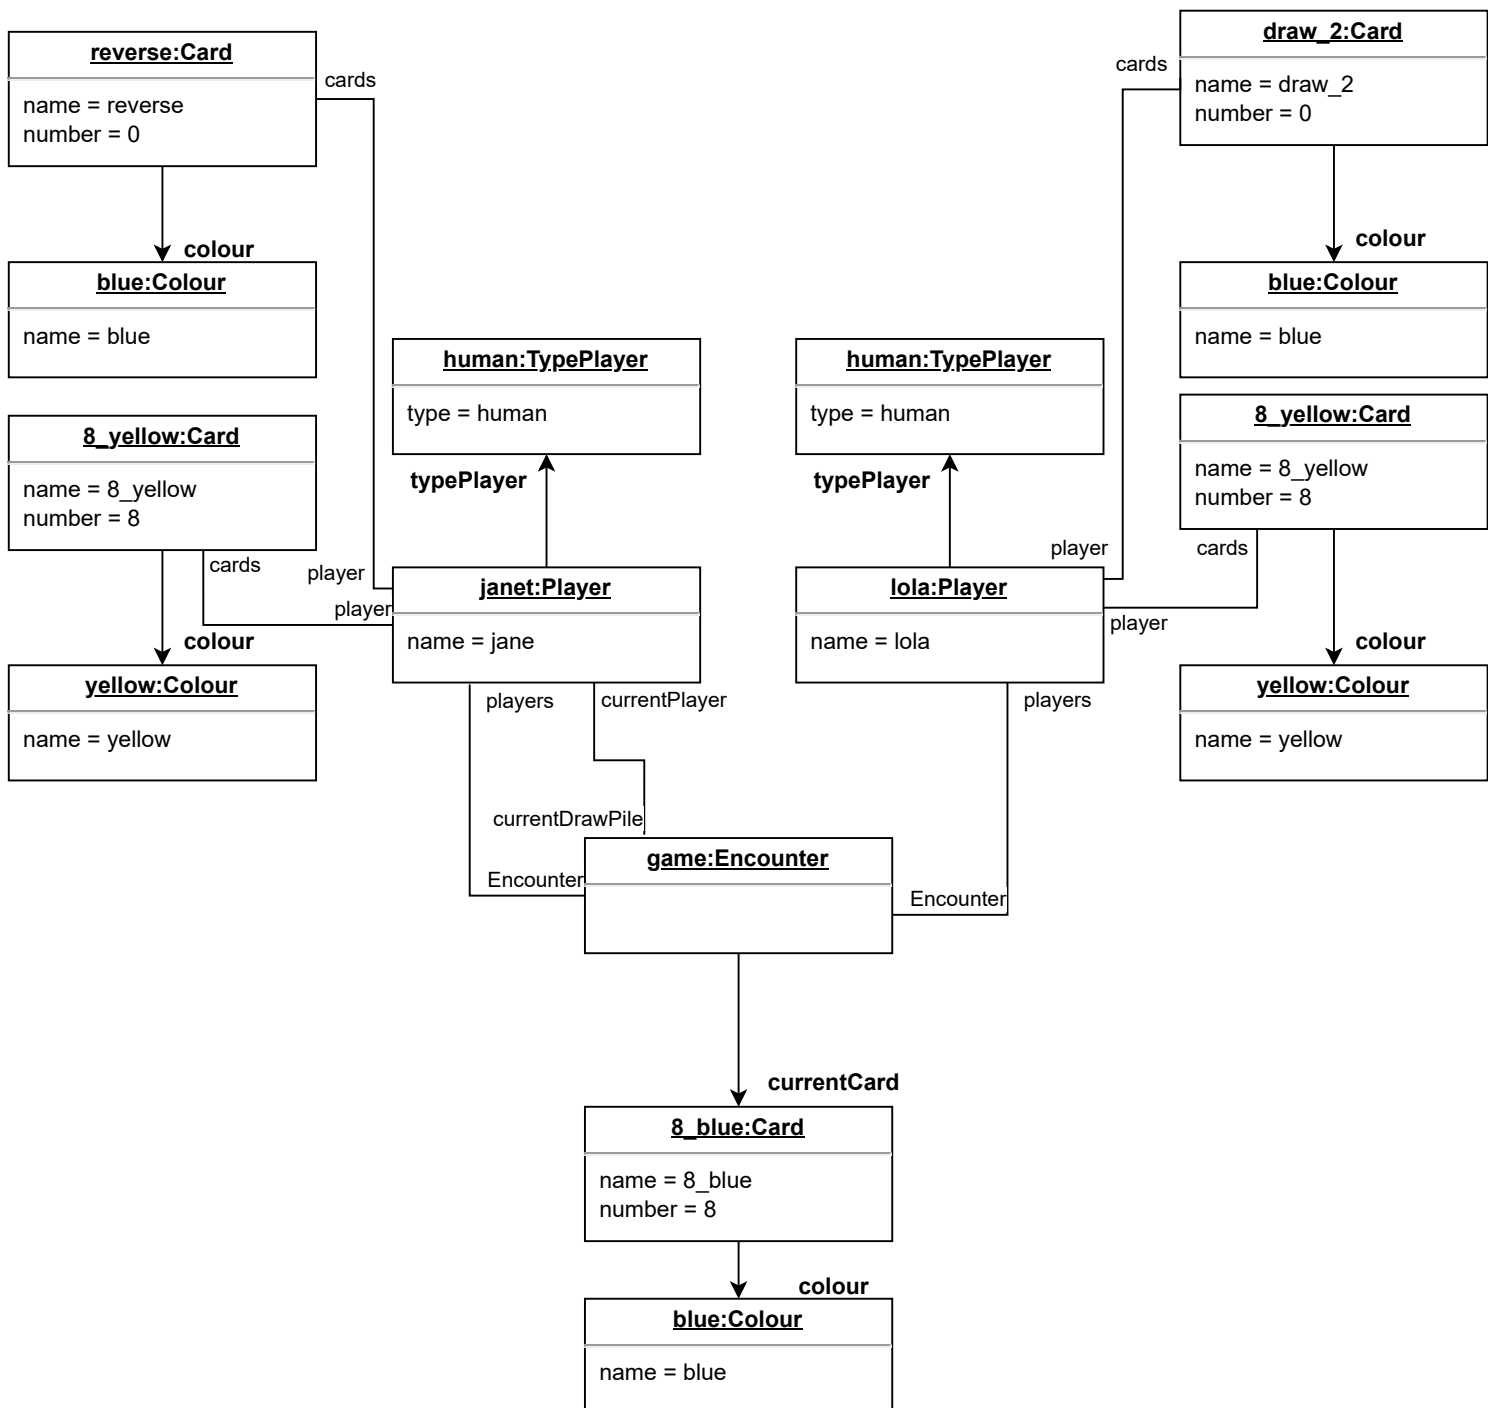 reverse:Card
name = reverse
number = 0
cards
draw_2:Card
name = draw_2
number = 0
cards
colour
blue:Colour
name = blue
colour
blue:Colour
name = blue
human:TypePlayer
type = human
typePlayer
human:TypePlayer
type = human
typePlayer
8_yellow:Card
name = 8_yellow
number = 8
cards
player
player
8_yellow:Card
name = 8_yellow
number = 8
cards
player
player
janet:Player
name = jane
lola:Player
name = lola
colour
yellow:Colour
name = yellow
colour
yellow:Colour
name = yellow
players
currentPlayer
players
currentDrawPile
Encounter
game:Encounter
Encounter
currentCard
8_blue:Card
name = 8_blue
number = 8
colour
blue:Colour
name = blue